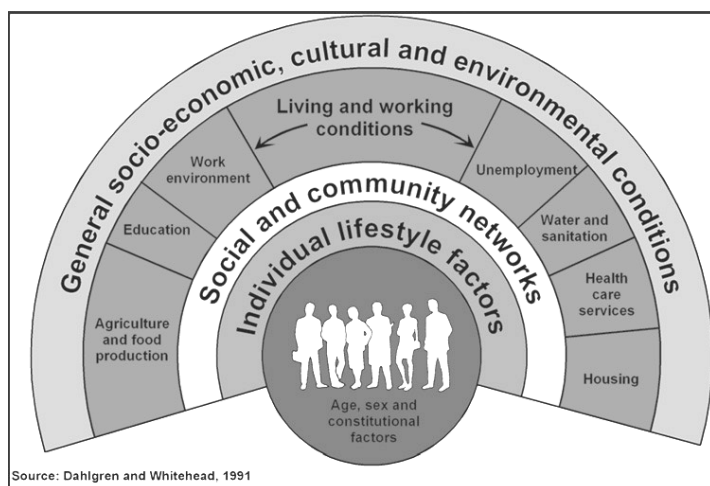 General socio-economic, cultural and environmental conditions
Living and working
conditions
Work
environment
Unemployment
Education
Water and
sanitation
Agriculture
and food
production
Health
care
services
Housing
Social and community networks
Individual lifestyle factors
Age, sex and
constitutional
factors
Source: Dahlgren and Whitehead, 1991